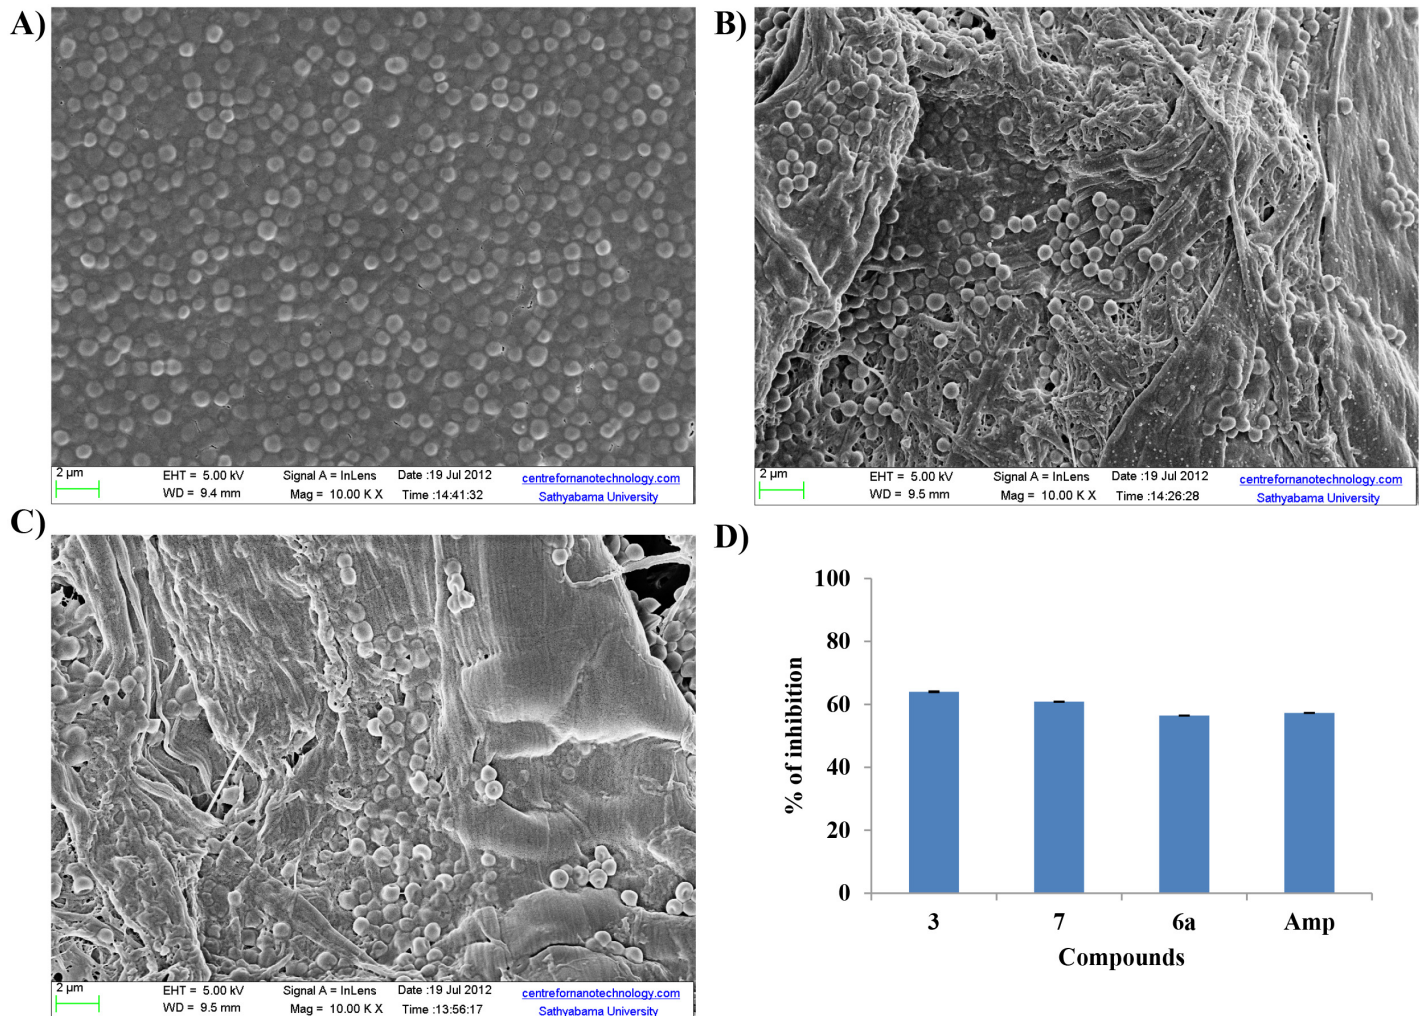 A)
2 µm
EHT = 5.00 kV
Signal A = InLens
Date :19 Jul 2012
centrefornanotechnology.com
WD = 9.4 mm
Mag = 10.00 K X
Time :14:41:32
Sathyabama University
B)
2 µm
EHT = 5.00 kV
Signal A = InLens
Date :19 Jul 2012
centrefornanotechnology.com
WD = 9.5 mm
Mag = 10.00 K X
Time :14:26:28
Sathyabama University
C)
2 µm
EHT = 5.00 kV
Signal A = InLens
Date :19 Jul 2012
centrefornanotechnology.com
WD = 9.5 mm
Mag = 10.00 K X
Time :13:56:17
Sathyabama University
D)
% of inhibition
100
80
60
40
20
0
3
7
6a
Amp
Compounds